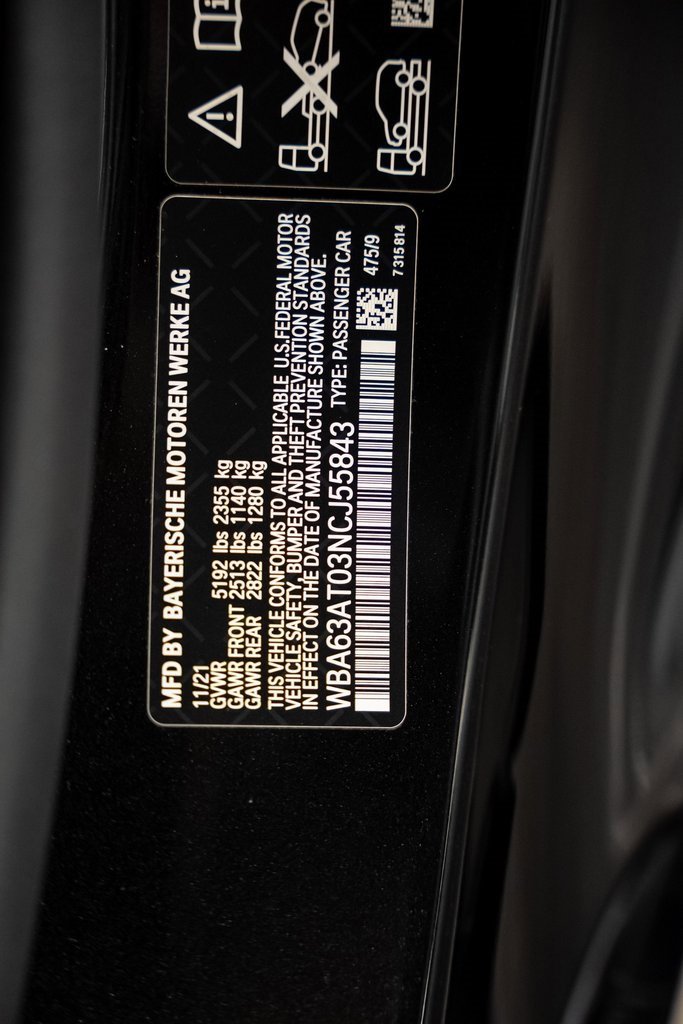 MFD BY BAYERISCHE MOTOREN WERKE AG
11/21
GVWR 5192 lbs 2355 kg
GAWR FRONT 2513 lbs 1140 kg
GAWR REAR 2822 lbs 1280 kg
THIS VEHICLE CONFORMS TO ALL APPLICABLE U.S.FEDERAL MOTOR
VEHICLE SAFETY, BUMPER AND THEFT PREVENTION STANDARDS
IN EFFECT ON THE DATE OF MANUFACTURE SHOWN ABOVE.
WBA63AT03NCJ55843 TYPE: PASSENGER CAR
475/9
7 315 814